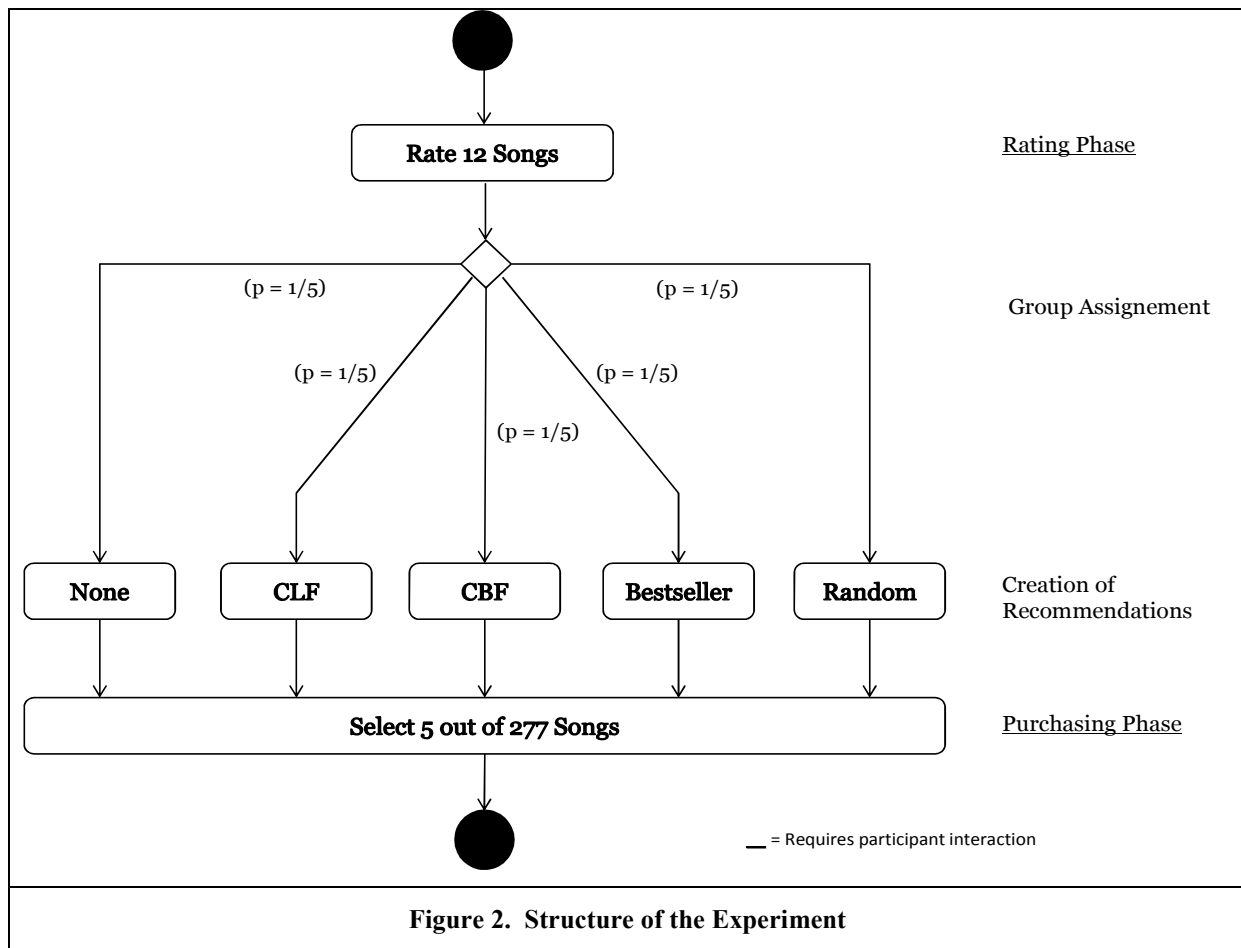 Rate 12 Songs
Rating Phase
(p = 1/5)
(p = 1/5)
Group Assignement
(p = 1/5)
(p = 1/5)
(p = 1/5)
None
CLF
CBF
Bestseller
Random
Creation of
Recommendations
Select 5 out of 277 Songs
Purchasing Phase
= Requires participant interaction
Figure 2. Structure of the Experiment